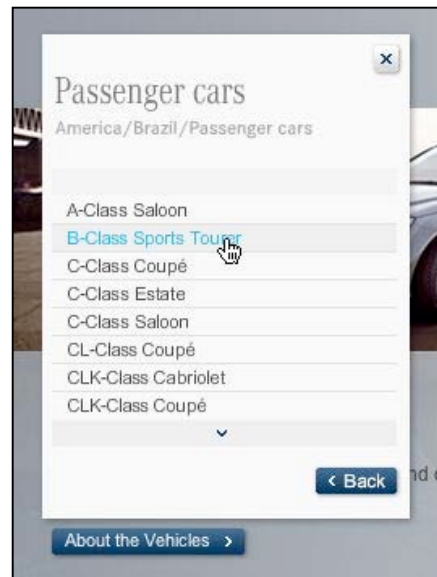 Passenger cars
America/Brazil/Passenger cars
A-Class Saloon
B-Class Sports Tourer
C-Class Coupé
C-Class Estate
C-Class Saloon
CL-Class Coupé
CLK-Class Cabriolet
CLK-Class Coupé
Back
About the Vehicles